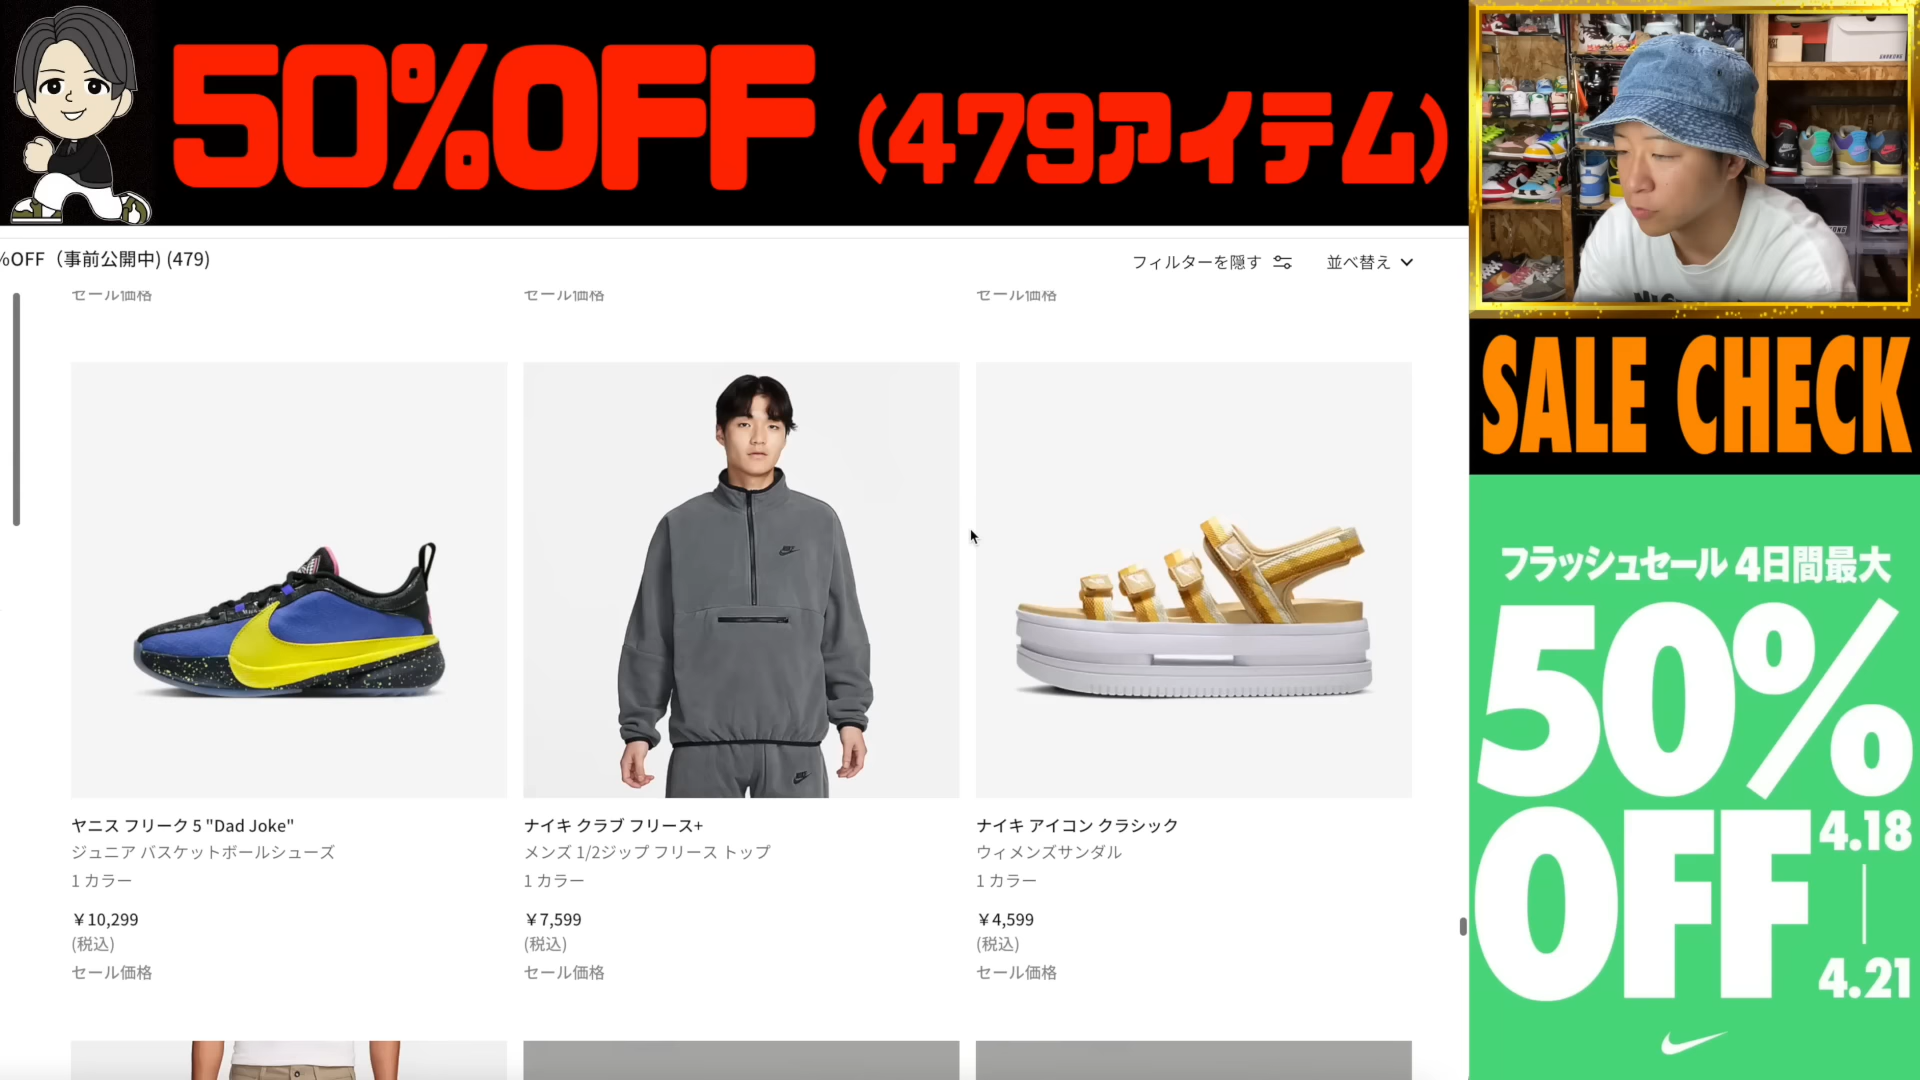 50%OFF（479アイテム）
%OFF（事前公開中) (479)
フィルターを隠す
並べ替え
セール価格
セール価格
セール価格
ヤニス フリーク 5 "Dad Joke"
ジュニア バスケットボールシューズ
1 カラー
￥10,299
(税込)
セール価格
ナイキ クラブ フリース+
メンズ 1/2ジップ フリース トップ
1 カラー
￥7,599
(税込)
セール価格
ナイキ アイコン クラシック
ウィメンズサンダル
1 カラー
￥4,599
(税込)
セール価格
SALE CHECK
フラッシュセール 4日間最大
50%
OFF
4.18
4.21